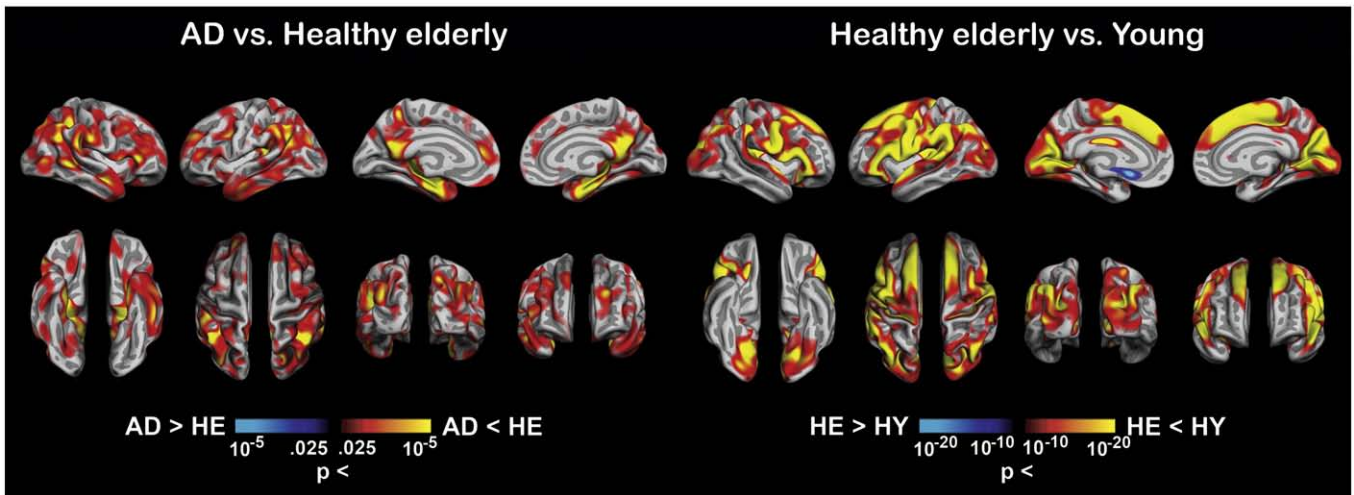 AD vs. Healthy elderly
Healthy elderly vs. Young
AD > HE
AD < HE
10⁻⁵ .025 .025 10⁻⁵
p <
HE > HY
HE < HY
10⁻²⁰ 10⁻¹⁰ 10⁻¹⁰ 10⁻²⁰
p <